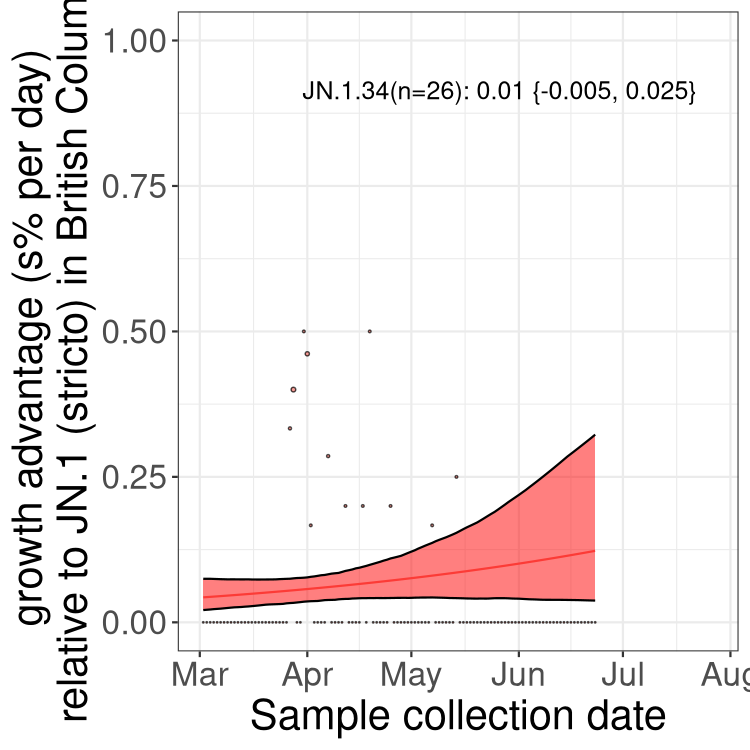 growth advantage (s% per day)
relative to JN.1 (stricto) in British Colum
1.00
0.75
0.50
0.25
0.00
JN.1.34(n=26): 0.01 {-0.005, 0.025}
Mar Apr May Jun Jul Aug
Sample collection date